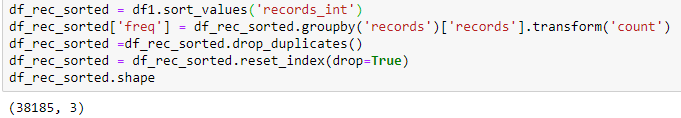 df_rec_sorted = df1.sort_values('records_int')
df_rec_sorted['freq'] = df_rec_sorted.groupby('records')['records'].transform('count')
df_rec_sorted =df_rec_sorted.drop_duplicates()
df_rec_sorted = df_rec_sorted.reset_index(drop=True)
df_rec_sorted.shape
(38185, 3)